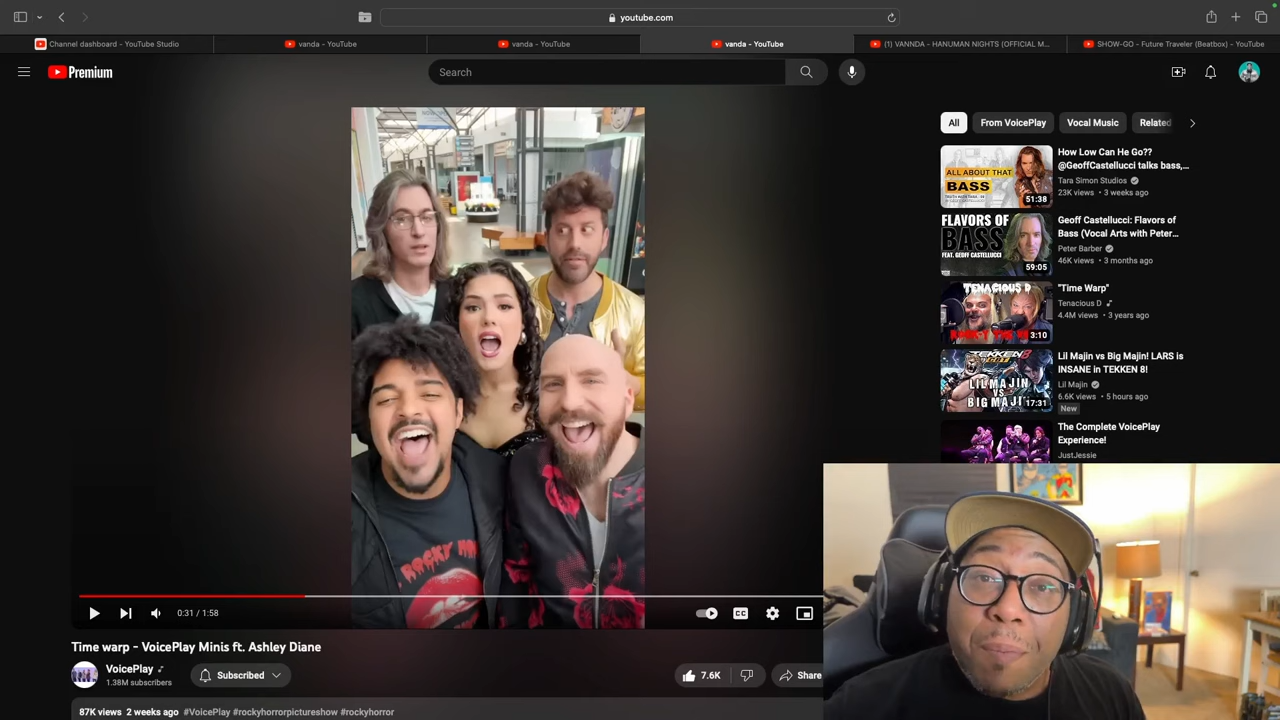 youtube.com
Channel dashboard - YouTube Studio
vanda - YouTube
vanda - YouTube
vanda - YouTube
(1) VANNDA - HANUMAN NIGHTS (OFFICIAL M...
SHOW-GO - Future Traveler (Beatbox) - YouTube
Premium
Search
All
From VoicePlay
Vocal Music
Related
ALL ABOUT THAT
BASS
51:38
How Low Can He Go??
@GeoffCastellucci talks bass,...
Tara Simon Studios
23K views • 3 weeks ago
FLAVORS OF
BASS
FEAT. GEOFF CASTELLUCCI
59:05
Geoff Castellucci: Flavors of
Bass (Vocal Arts with Peter...
Peter Barber
46K views • 3 months ago
TENACIOUS D
3:10
"Time Warp"
Tenacious D
4.4M views • 3 years ago
TEKKEN 8
LIL MAJIN
VS
BIG MAJIN
17:31
Lil Majin vs Big Majin! LARS is
INSANE in TEKKEN 8!
Lil Majin
6.6K views • 5 hours ago
New
The Complete VoicePlay
Experience!
JustJessie
ROCKY HO
0:31 / 1:58
CC
Time warp - VoicePlay Minis ft. Ashley Diane
VoicePlay
1.38M subscribers
Subscribed
7.6K
Share
87K views 2 weeks ago #VoicePlay #rockyhorrorpictureshow #rockyhorror